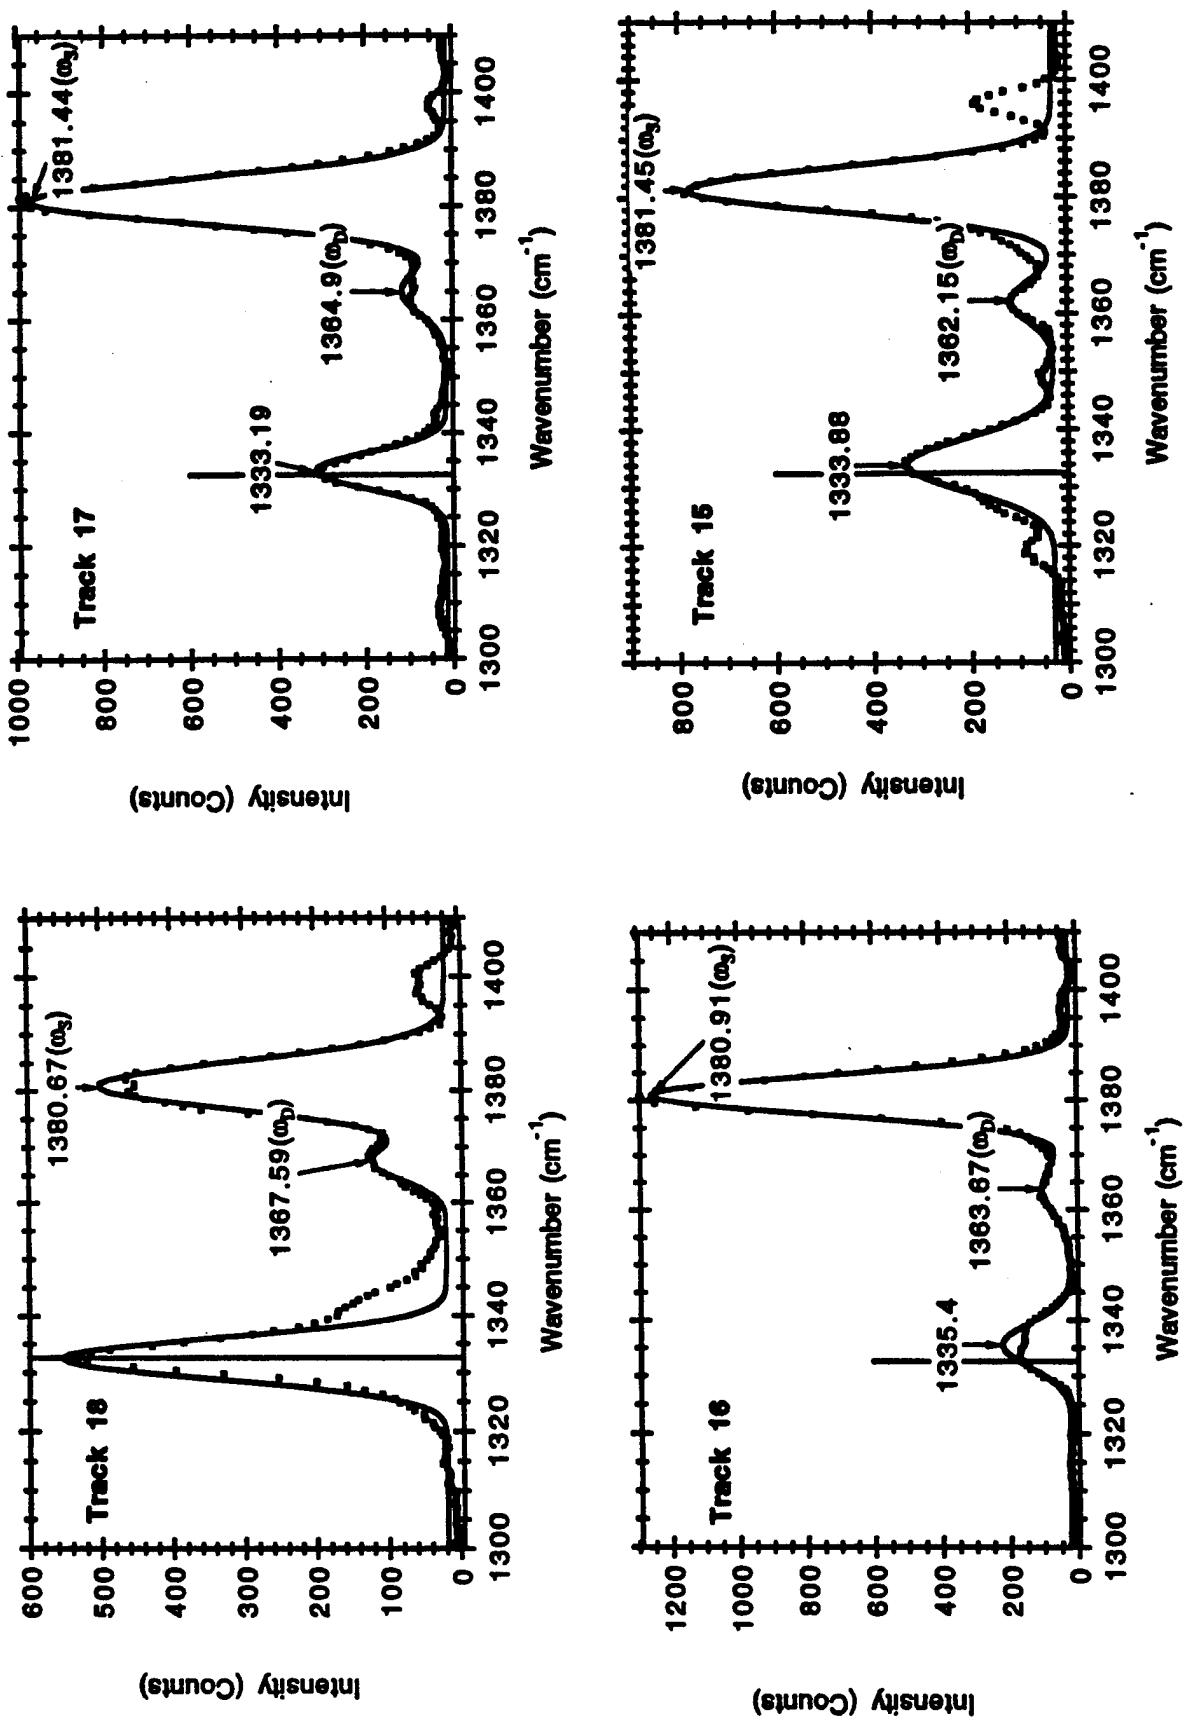 Track 18
1380.67(ω_S)
1367.59(ω_D)
600
500
400
300
200
100
0
1300
1320
1340
1360
1380
1400
Intensity (Counts)
Wavenumber (cm⁻¹)
Track 17
1381.44(ω_S)
1364.9(ω_D)
1333.19
1000
800
600
400
200
0
1300
1320
1340
1360
1380
1400
Intensity (Counts)
Wavenumber (cm⁻¹)
Track 16
1380.91(ω_S)
1363.67(ω_D)
1335.4
1200
1000
800
600
400
200
0
1300
1320
1340
1360
1380
1400
Intensity (Counts)
Wavenumber (cm⁻¹)
Track 15
1381.45(ω_S)
1362.15(ω_D)
1333.88
800
600
400
200
0
1300
1320
1340
1360
1380
1400
Intensity (Counts)
Wavenumber (cm⁻¹)